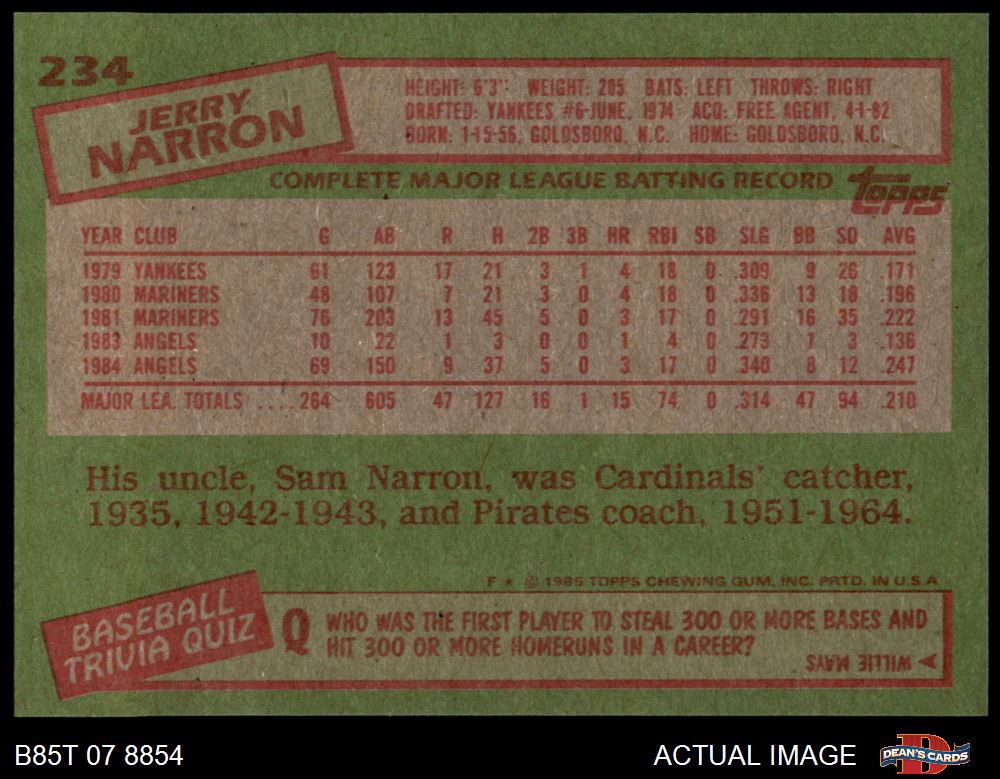 234
JERRY
NARRON
HEIGHT: 6'3" WEIGHT: 205 BATS: LEFT THROWS: RIGHT
DRAFTED: YANKEES #6-JUNE, 1974 ACQ: FREE AGENT, 4-1-82
BORN: 1-15-56, GOLDSBORO, N.C. HOME: GOLDSBORO, N.C.
COMPLETE MAJOR LEAGUE BATTING RECORD
topps
YEAR CLUB G AB R H 2B 3B HR RBI SB SLG BB SO AVG
1979 YANKEES 61 123 17 21 3 1 4 18 0 .309 9 26 .171
1980 MARINERS 48 107 7 21 3 0 4 18 0 .336 13 18 .196
1981 MARINERS 76 203 13 45 5 0 3 17 0 .291 16 35 .222
1983 ANGELS 10 22 1 3 0 0 1 4 0 .273 1 3 .136
1984 ANGELS 69 150 9 37 5 0 3 17 0 .340 8 12 .247
MAJOR LEA. TOTALS ....264 605 47 127 16 1 15 74 0 .314 47 94 .210
His uncle, Sam Narron, was Cardinals' catcher,
1935, 1942-1943, and Pirates coach, 1951-1964.
F ★ © 1985 TOPPS CHEWING GUM, INC. PRTD. IN U.S.A
BASEBALL
TRIVIA QUIZ
Q WHO WAS THE FIRST PLAYER TO STEAL 300 OR MORE BASES AND
HIT 300 OR MORE HOMERUNS IN A CAREER?
WILLIE MAYS
B85T 07 8854
ACTUAL IMAGE
DEAN'S CARDS